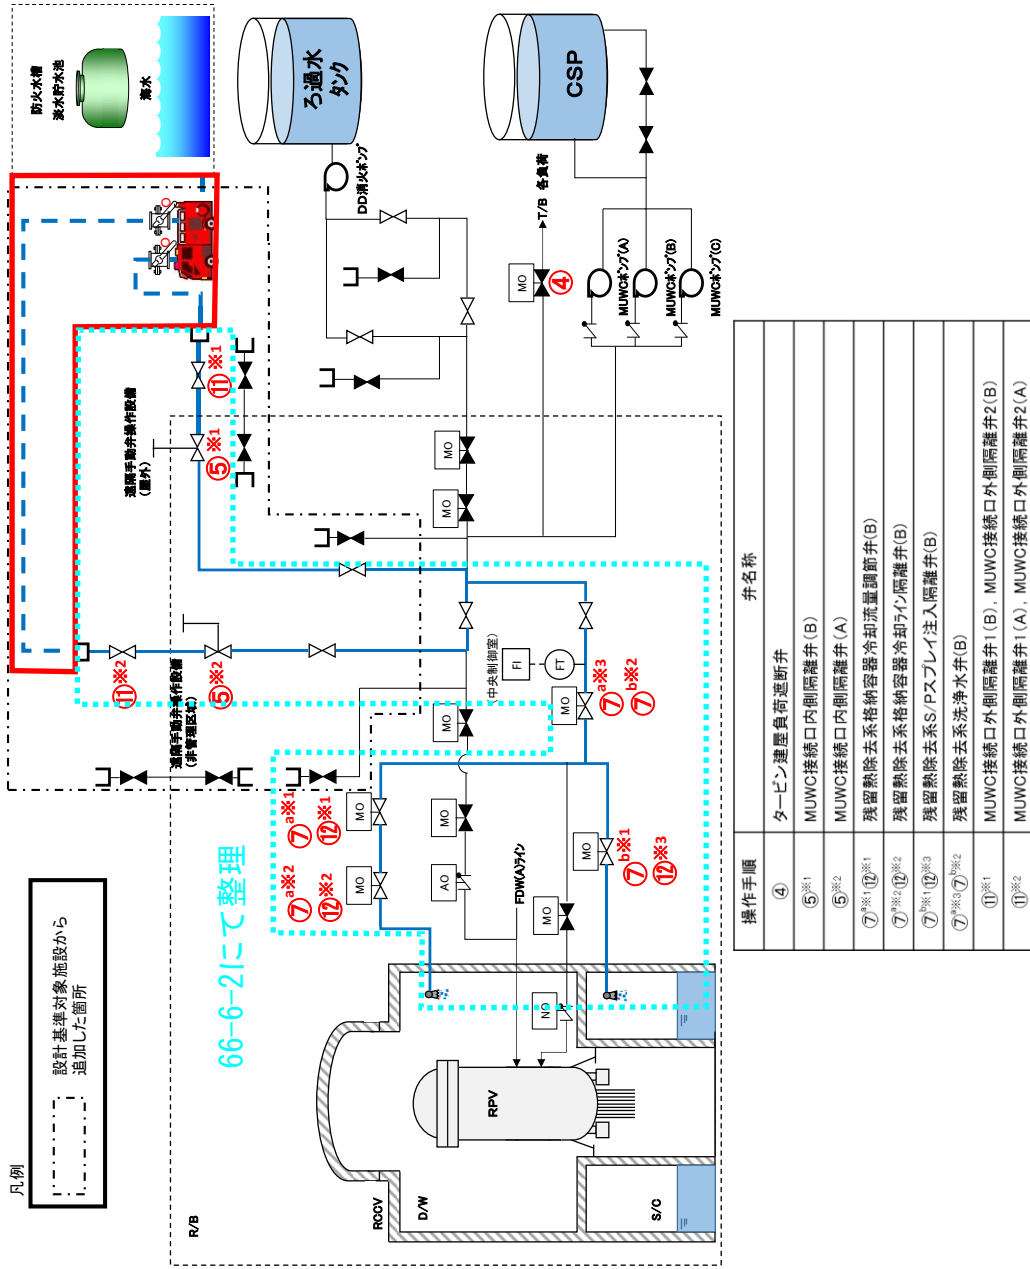 防火水槽
淡水貯水池
海水
ろ過水
タンク
CSP
DD消火ポンプ
T/B 各負荷
MO
④
MUWCポンプ(A)
MUWCポンプ(B)
MUWCポンプ(C)
⑪※1
⑤※1
遠隔手動弁操作設備
(屋外)
MO
MO
⑪※2
⑤※2
遠隔手動弁操作設備
(非管理区域)
(中央制御室)
FI
FT
MO
⑦a※3
⑦b※2
MO
MO
⑦a※1
⑫※1
MO
⑦a※2
⑫※2
MO
AO
MO
⑦b※1
⑫※3
FDW(A)ライン
MO
NO
66-6-2にて整理
RPV
RCCV
D/W
S/C
R/B
凡例
設計基準対象施設から
追加した箇所
操作手順 弁名称
④ タービン建屋負荷遮断弁
⑤※1 MUWC接続口内側隔離弁(B)
⑤※2 MUWC接続口内側隔離弁(A)
⑦a※1⑫※1 残留熱除去系格納容器冷却流量調節弁(B)
⑦a※2⑫※2 残留熱除去系格納容器冷却ライン隔離弁(B)
⑦b※1⑫※3 残留熱除去系S/Pスプレイ注入隔離弁(B)
⑦a※3⑦b※2 残留熱除去系洗浄水弁(B)
⑪※1 MUWC接続口外側隔離弁1(B), MUWC接続口外側隔離弁2(B)
⑪※2 MUWC接続口外側隔離弁1(A), MUWC接続口外側隔離弁2(A)